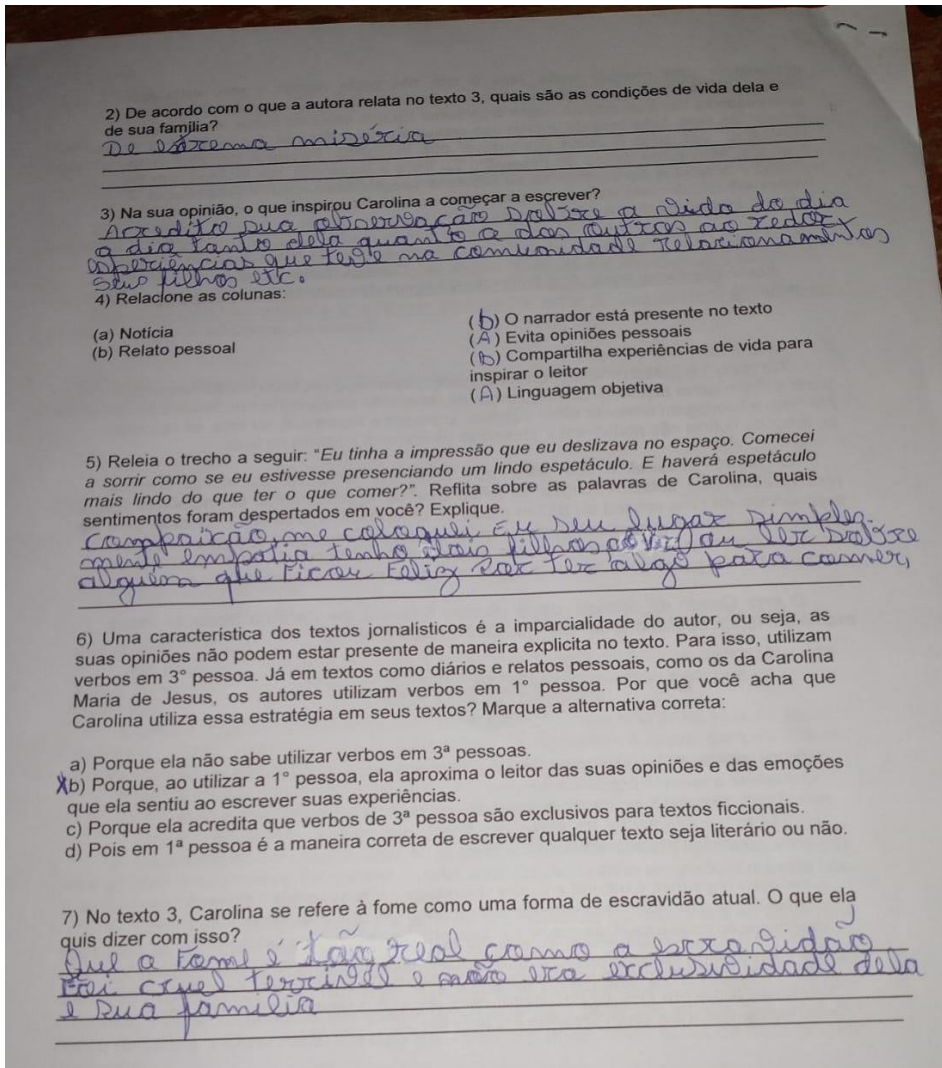 2) De acordo com o que a autora relata no texto 3, quais são as condições de vida dela e
de sua família?
De extrema miséria
3) Na sua opinião, o que inspirou Carolina a começar a escrever?
Acredito sua observação sobre a vida do dia
a dia tanto dela quanto a dos outros ao redor
experiências que teve na comunidade relacionamentos
seus filhos etc.
4) Relacione as colunas:
(a) Notícia
(b) Relato pessoal
(b) O narrador está presente no texto
(A) Evita opiniões pessoais
(b) Compartilha experiências de vida para
inspirar o leitor
(A) Linguagem objetiva
5) Releia o trecho a seguir: "Eu tinha a impressão que eu deslizava no espaço. Comecei
a sorrir como se eu estivesse presenciando um lindo espetáculo. E haverá espetáculo
mais lindo do que ter o que comer?". Reflita sobre as palavras de Carolina, quais
sentimentos foram despertados em você? Explique.
Compaixão, me coloquei Eu seu lugar simples
mente empatia tenho dois filhos ler sobre
alguém que Ficou Feliz Por ter algo para comer,
6) Uma característica dos textos jornalisticos é a imparcialidade do autor, ou seja, as
suas opiniões não podem estar presente de maneira explicita no texto. Para isso, utilizam
verbos em 3° pessoa. Já em textos como diários e relatos pessoais, como os da Carolina
Maria de Jesus, os autores utilizam verbos em 1° pessoa. Por que você acha que
Carolina utiliza essa estratégia em seus textos? Marque a alternativa correta:
a) Porque ela não sabe utilizar verbos em 3ª pessoas.
Xb) Porque, ao utilizar a 1° pessoa, ela aproxima o leitor das suas opiniões e das emoções
que ela sentiu ao escrever suas experiências.
c) Porque ela acredita que verbos de 3ª pessoa são exclusivos para textos ficcionais.
d) Pois em 1ª pessoa é a maneira correta de escrever qualquer texto seja literário ou não.
7) No texto 3, Carolina se refere à fome como uma forma de escravidão atual. O que ela
quis dizer com isso?
Que a Fome é tão real como a escravidão
Foi cruel terrível e não era exclusividade dela
e sua família